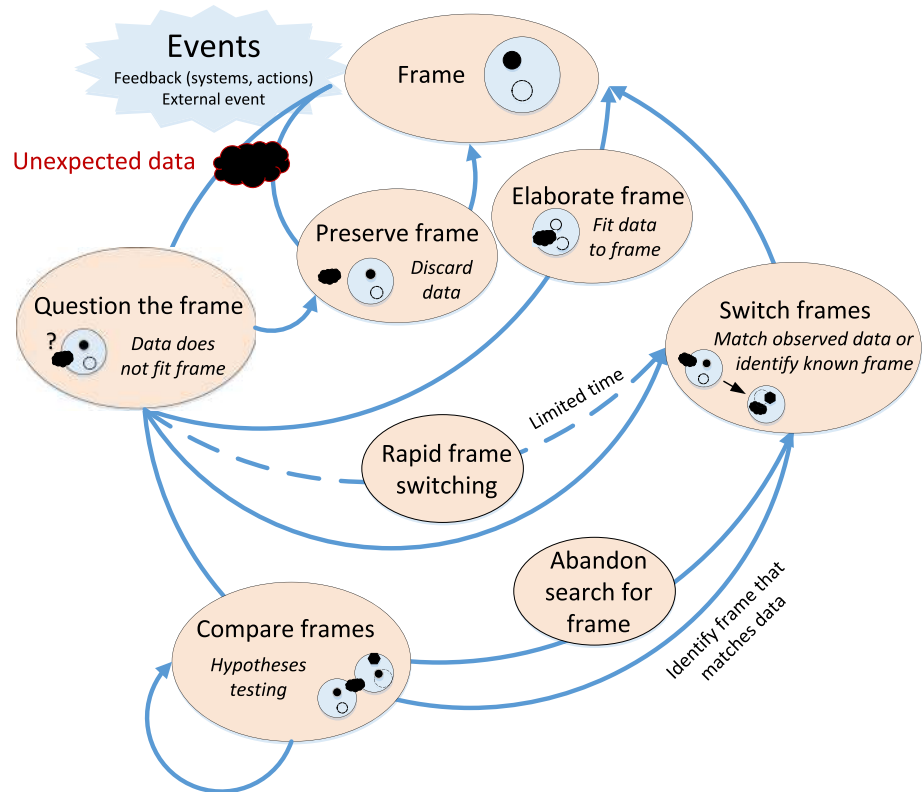 Events
Feedback (systems, actions)
External event
Frame
Unexpected data
Elaborate frame
Fit data
to frame
Preserve frame
Discard
data
Question the frame
?
Data does
not fit frame
Switch frames
Match observed data or
identify known frame
Limited time
Rapid frame
switching
Abandon
search for
frame
Identify frame that
matches data
Compare frames
Hypotheses
testing